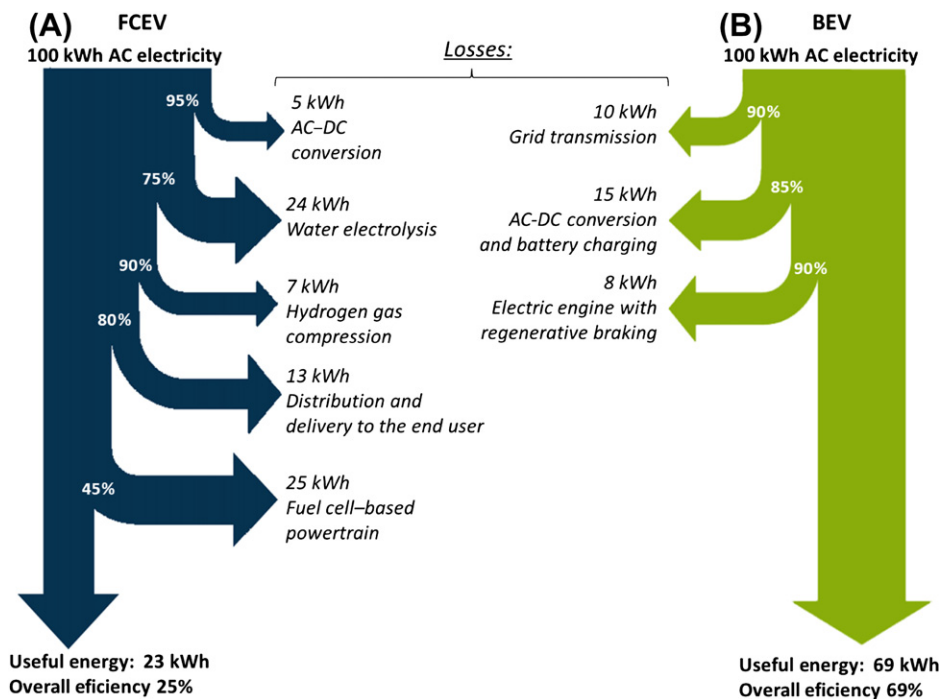 (A)
FCEV
100 kWh AC electricity
Losses:
(B)
BEV
100 kWh AC electricity
95%
5 kWh
AC–DC
conversion
75%
24 kWh
Water electrolysis
90%
7 kWh
Hydrogen gas
compression
80%
13 kWh
Distribution and
delivery to the end user
45%
25 kWh
Fuel cell–based
powertrain
Useful energy: 23 kWh
Overall eficiency 25%
10 kWh
Grid transmission
90%
15 kWh
AC-DC conversion
and battery charging
85%
8 kWh
Electric engine with
regenerative braking
90%
Useful energy: 69 kWh
Overall eficiency 69%